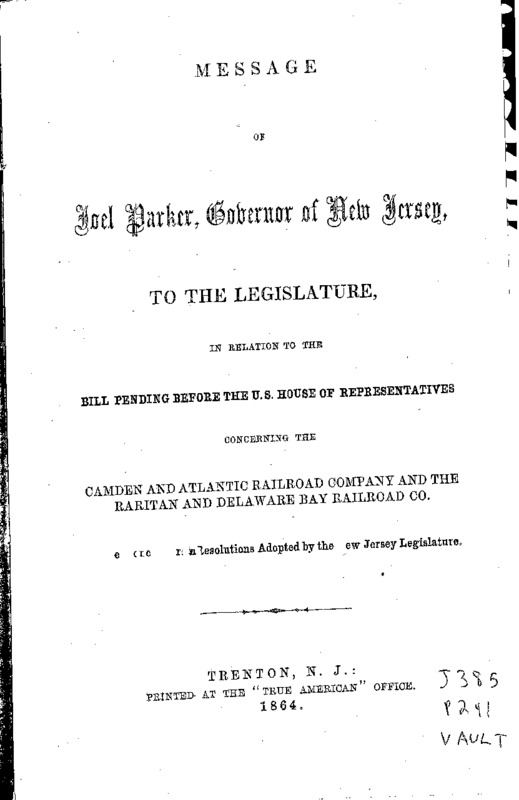 MESSAGE
OF
Joel Parker, Governor of New Jersey,
TO THE LEGISLATURE,
IN RELATION TO THE
BILL PENDING BEFORE THE U.S. HOUSE OF REPRESENTATIVES
CONCERNING THE
CAMDEN AND ATLANTIC RAILROAD COMPANY AND THE
RARITAN AND DELAWARE BAY RAILROAD CO.
Resolutions Adopted by the ew Jersey Legislature.
TRENTON, N. J.:
PRINTED AT THE "TRUE AMERICAN" OFFICE.
1864.
J385
P241
VAULT